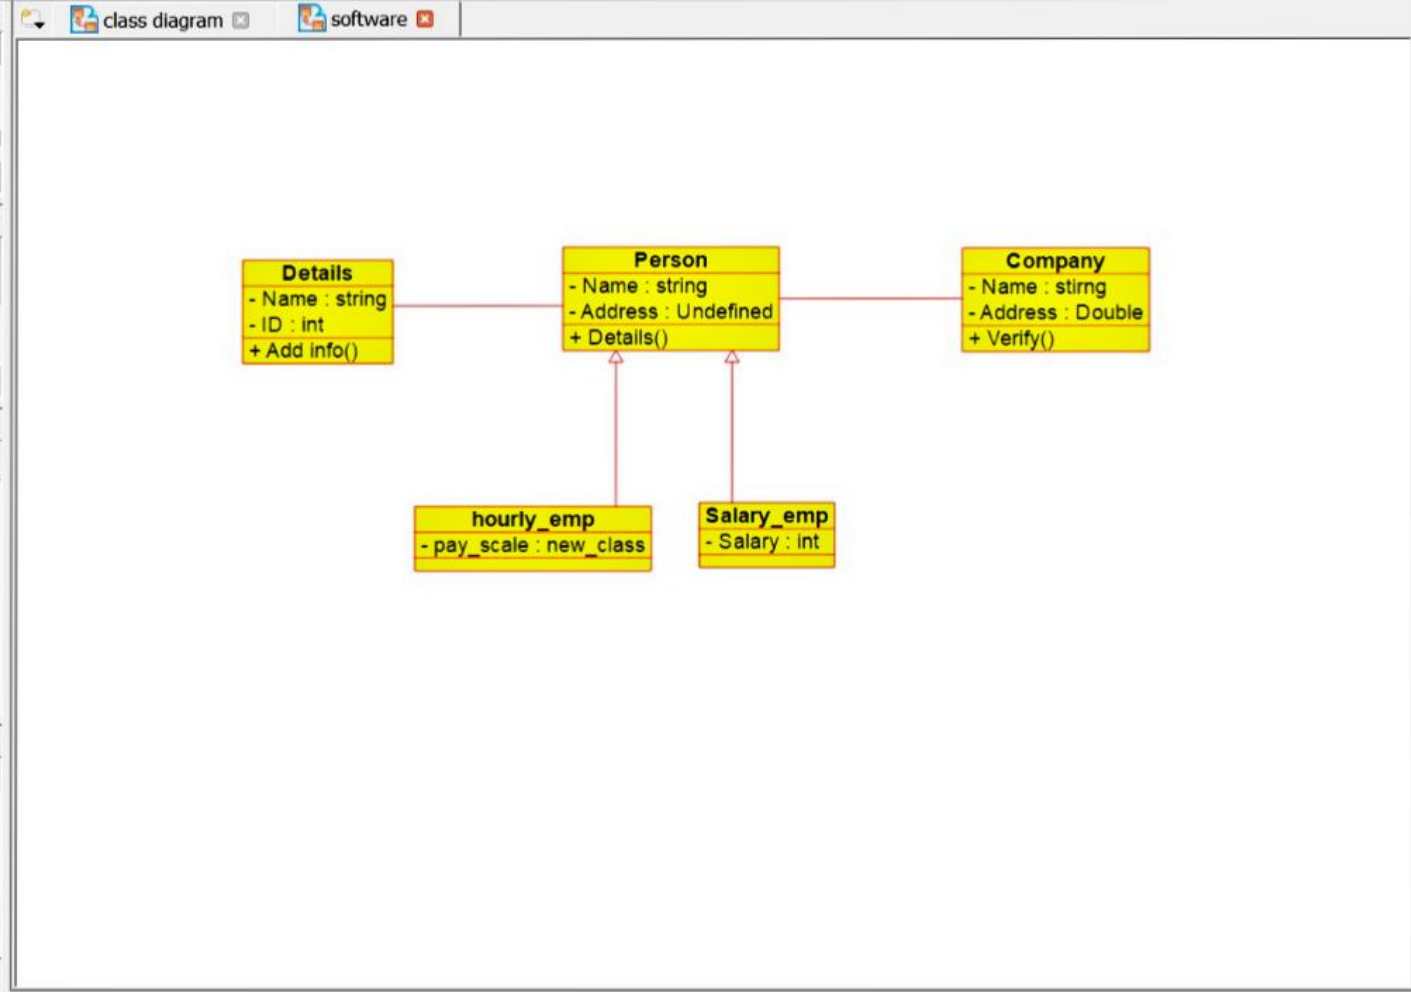 class diagram
software
Details
- Name : string
- ID : int
+ Add info()
Person
- Name : string
- Address : Undefined
+ Details()
Company
- Name : stirng
- Address : Double
+ Verify()
hourly_emp
- pay_scale : new_class
Salary_emp
- Salary : int